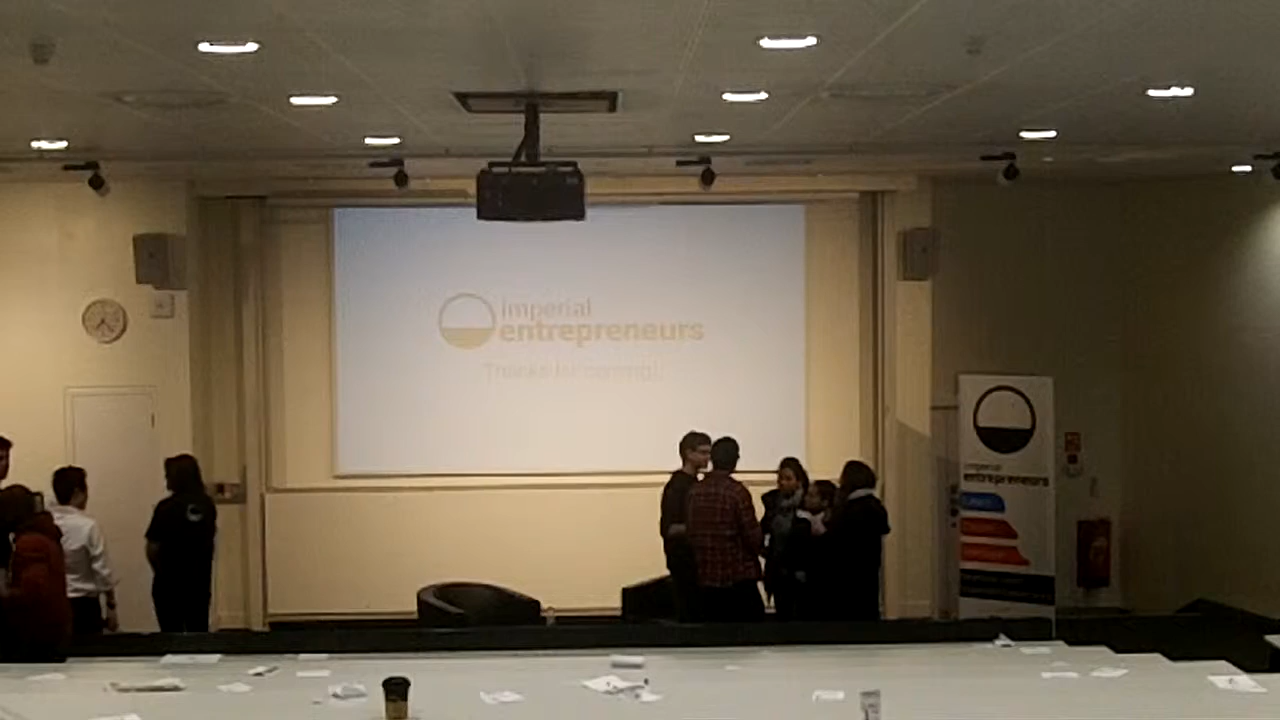 imperial
entrepreneurs
Thanks for coming!
imperial
entrepreneurs